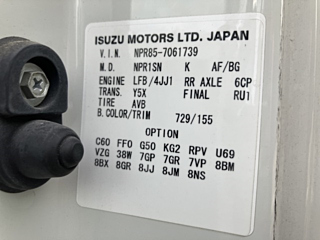 ISUZU MOTORS LTD. JAPAN
V.I.N. NPR85-7061739
M.D. NPR1SN K AF/BG
ENGINE LFB/4JJ1 RR AXLE 6CP
TRANS. Y5X FINAL RU1
TIRE AVB
B.COLOR/TRIM 729/155
OPTION
C60 FFO G50 KG2 RPV U69
VZG 38W 7GP 7GR 7VP 8BM
8BX 8GR 8JJ 8JM 8NS